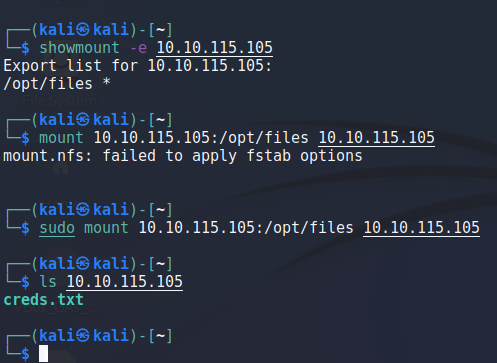 ┌──(kali㉿kali)-[~]
└─$ showmount -e 10.10.115.105
Export list for 10.10.115.105:
/opt/files *
┌──(kali㉿kali)-[~]
└─$ mount 10.10.115.105:/opt/files 10.10.115.105
mount.nfs: failed to apply fstab options
┌──(kali㉿kali)-[~]
└─$ sudo mount 10.10.115.105:/opt/files 10.10.115.105
┌──(kali㉿kali)-[~]
└─$ ls 10.10.115.105
creds.txt
┌──(kali㉿kali)-[~]
└─$